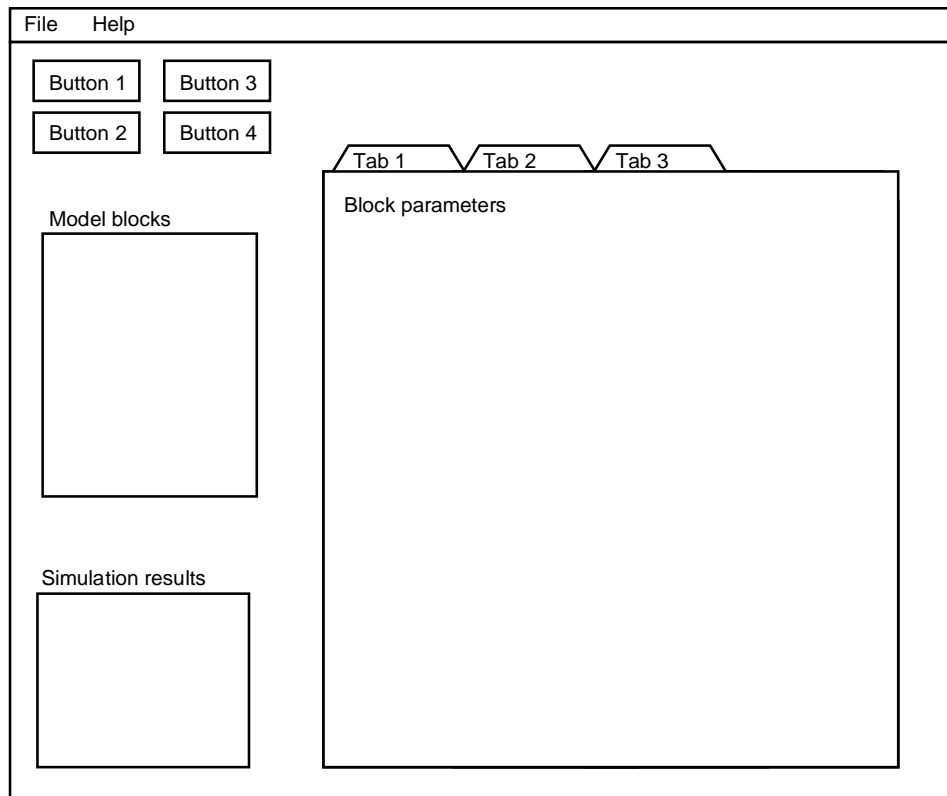 File Help
Button 1 Button 3
Button 2 Button 4
Tab 1 Tab 2 Tab 3
Block parameters
Model blocks
Simulation results